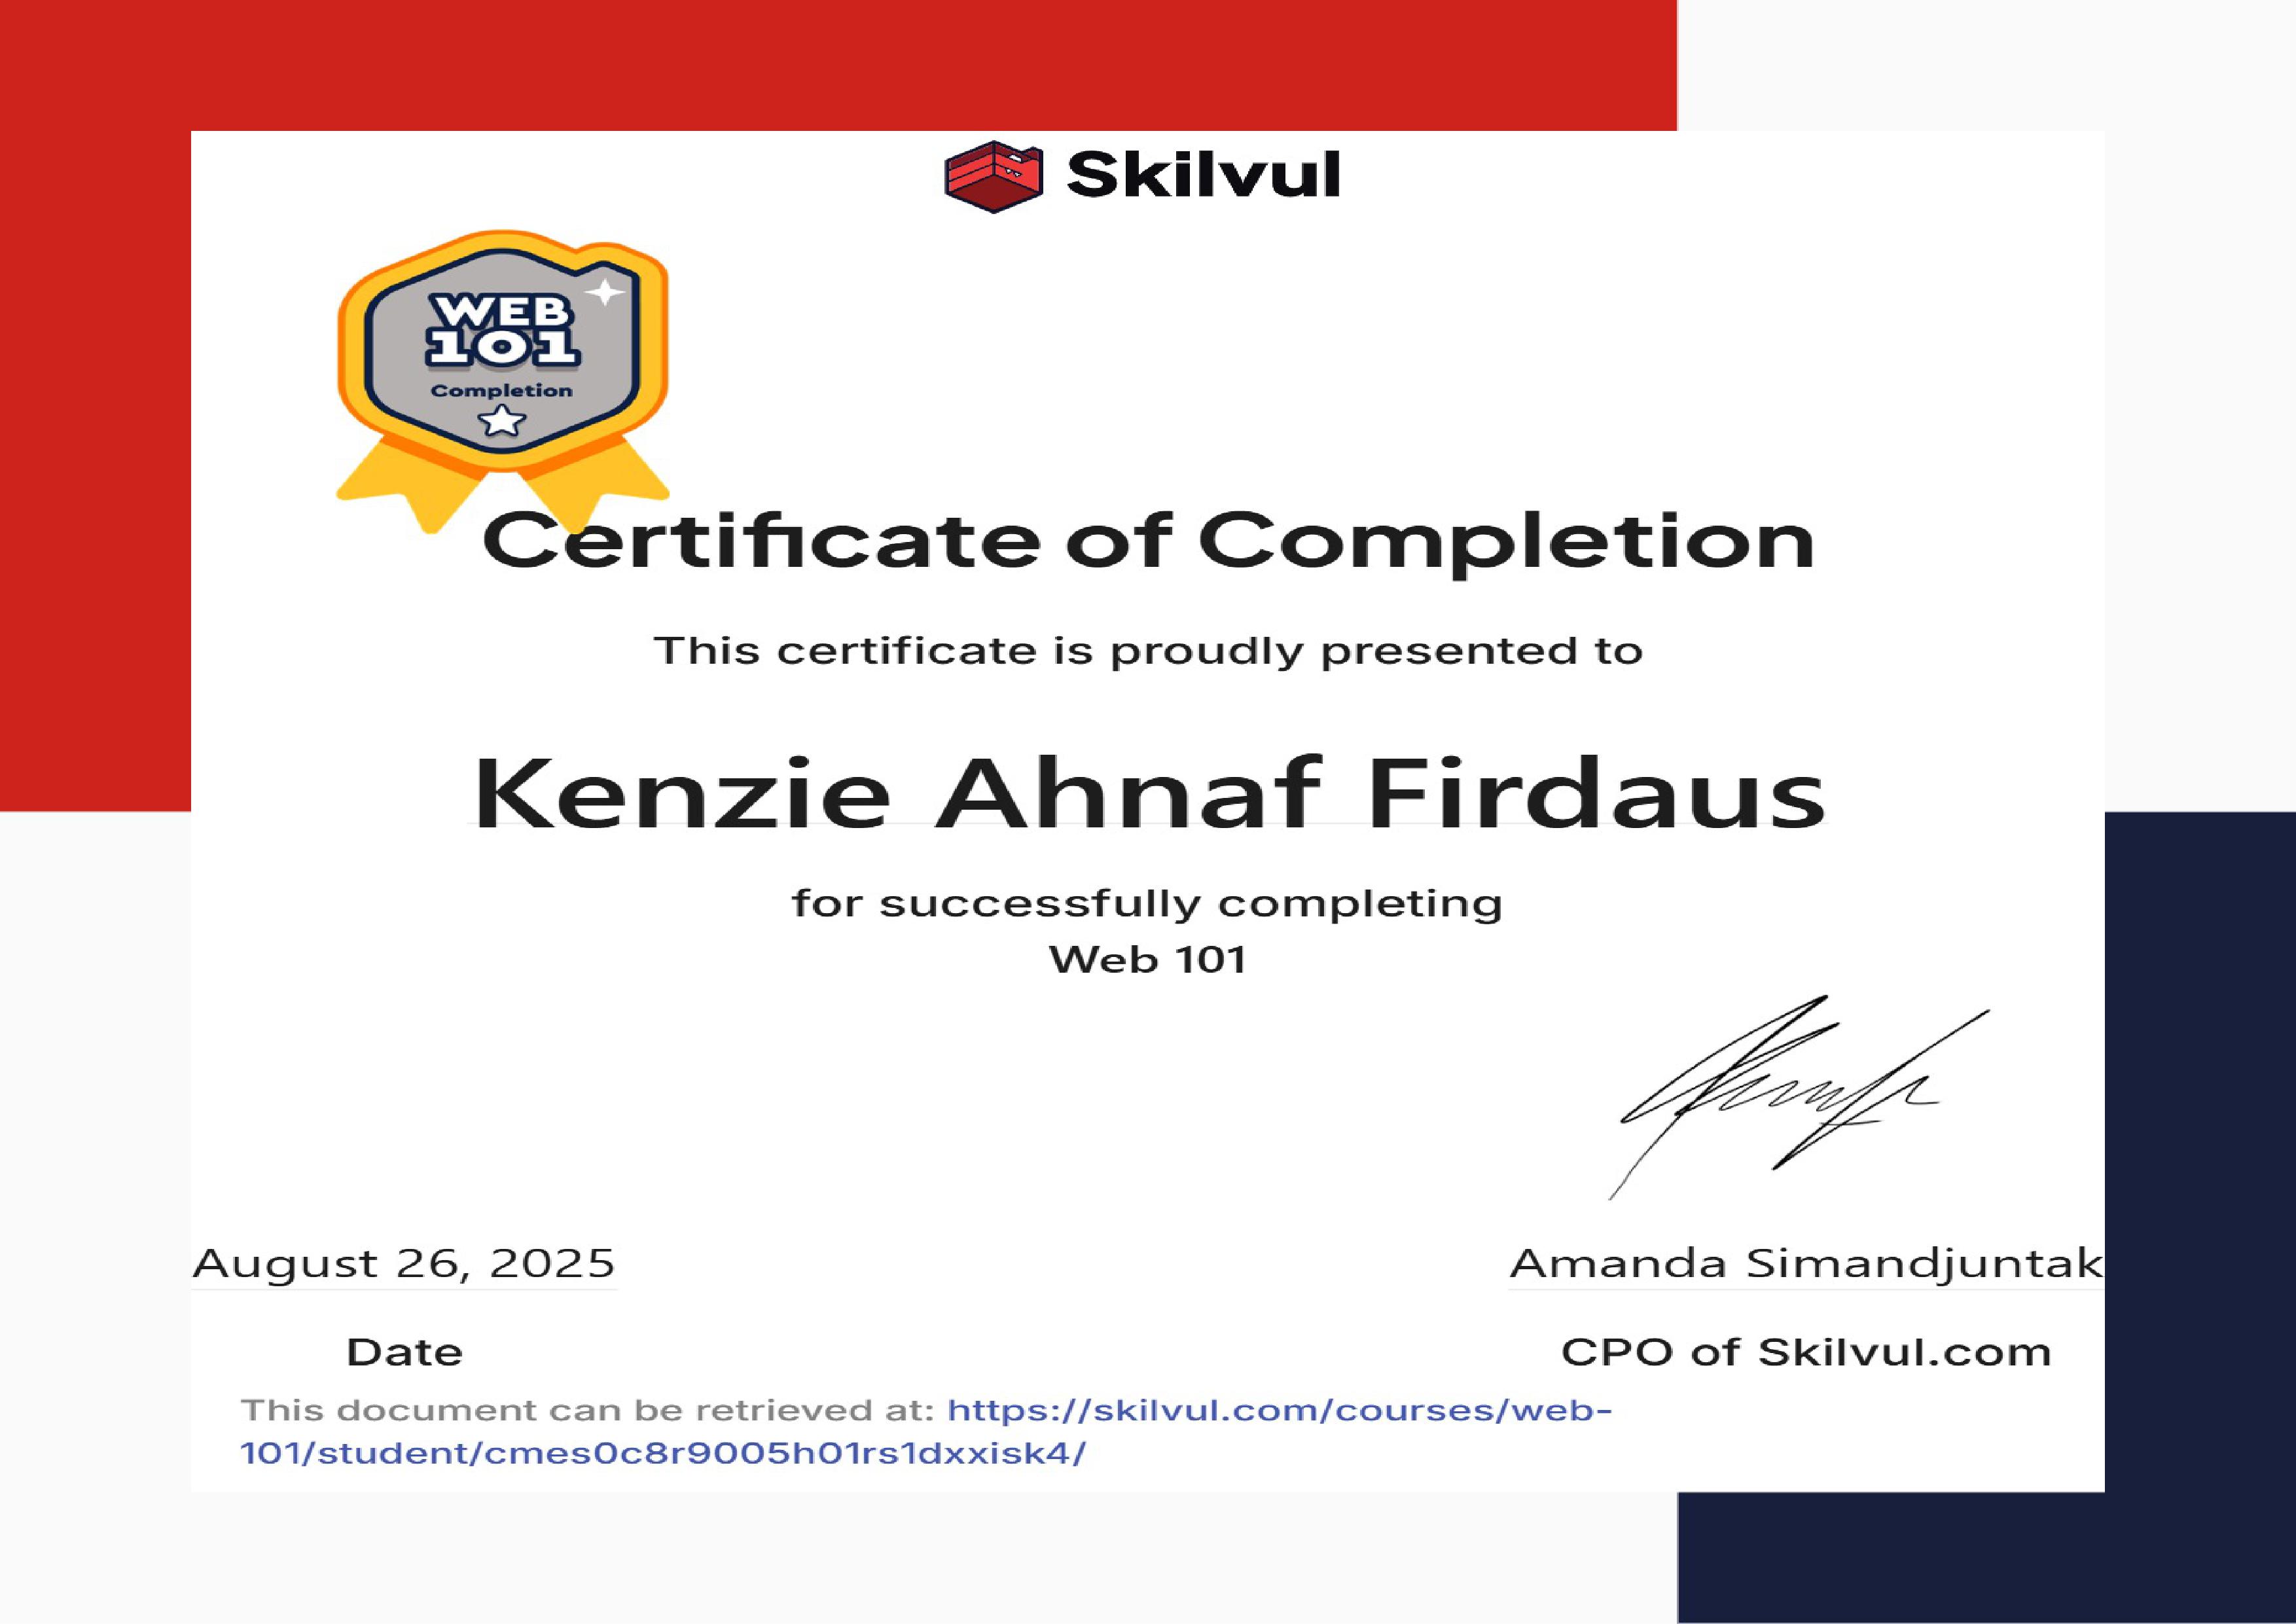 Skilvul
WEB
101
Completion
Certificate of Completion
This certificate is proudly presented to
Kenzie Ahnaf Firdaus
for successfully completing
Web 101
August 26, 2025
Amanda Simandjuntak
Date
CPO of Skilvul.com
This document can be retrieved at: https://skilvul.com/courses/web-
101/student/cmes0c8r9005h01rs1dxxisk4/